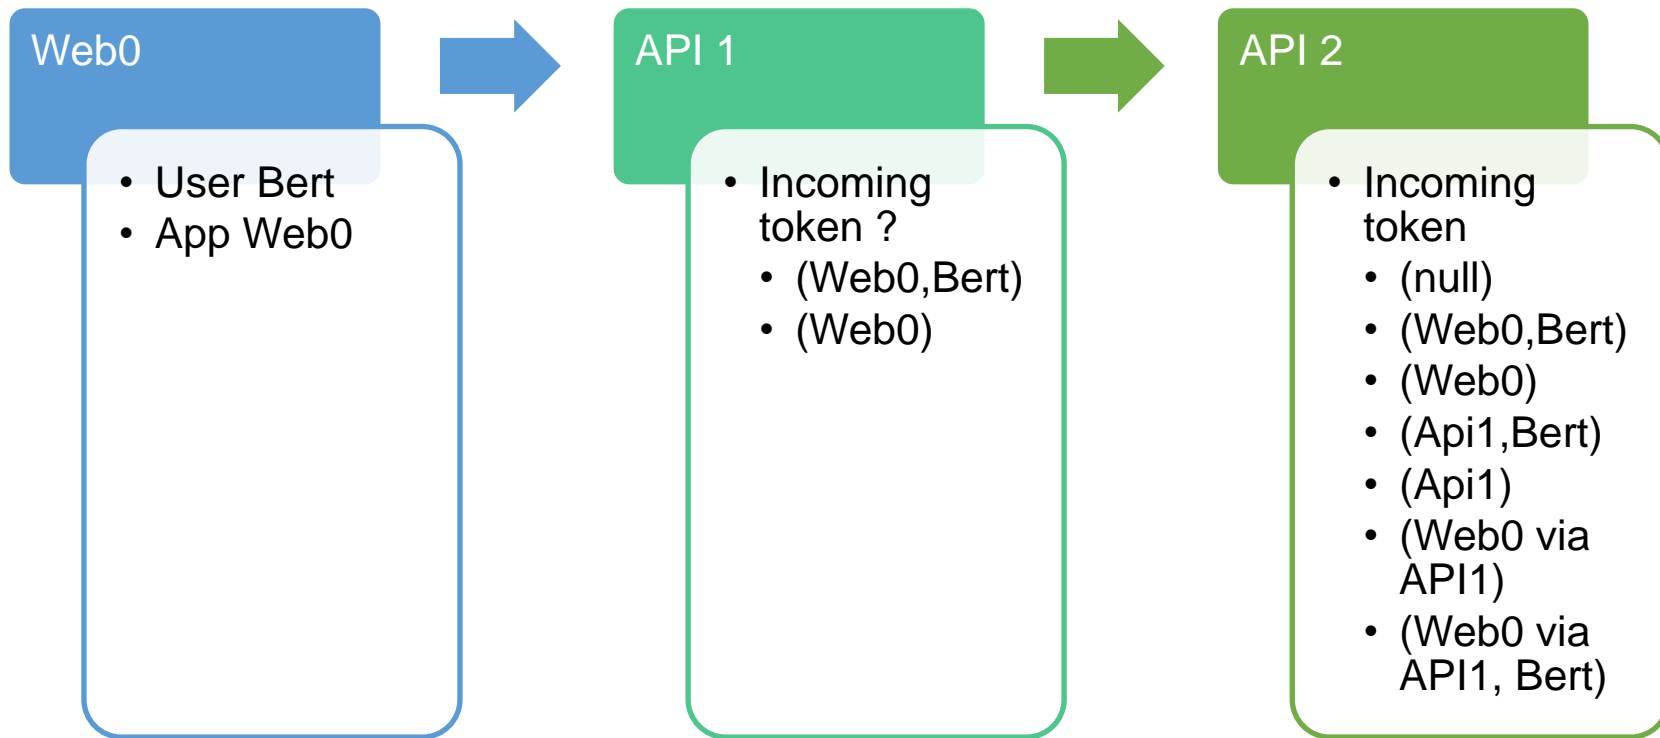 Web0
• User Bert
• App Web0
API 1
• Incoming
token ?
• (Web0,Bert)
• (Web0)
API 2
• Incoming
token
• (null)
• (Web0,Bert)
• (Web0)
• (Api1,Bert)
• (Api1)
• (Web0 via
API1)
• (Web0 via
API1, Bert)